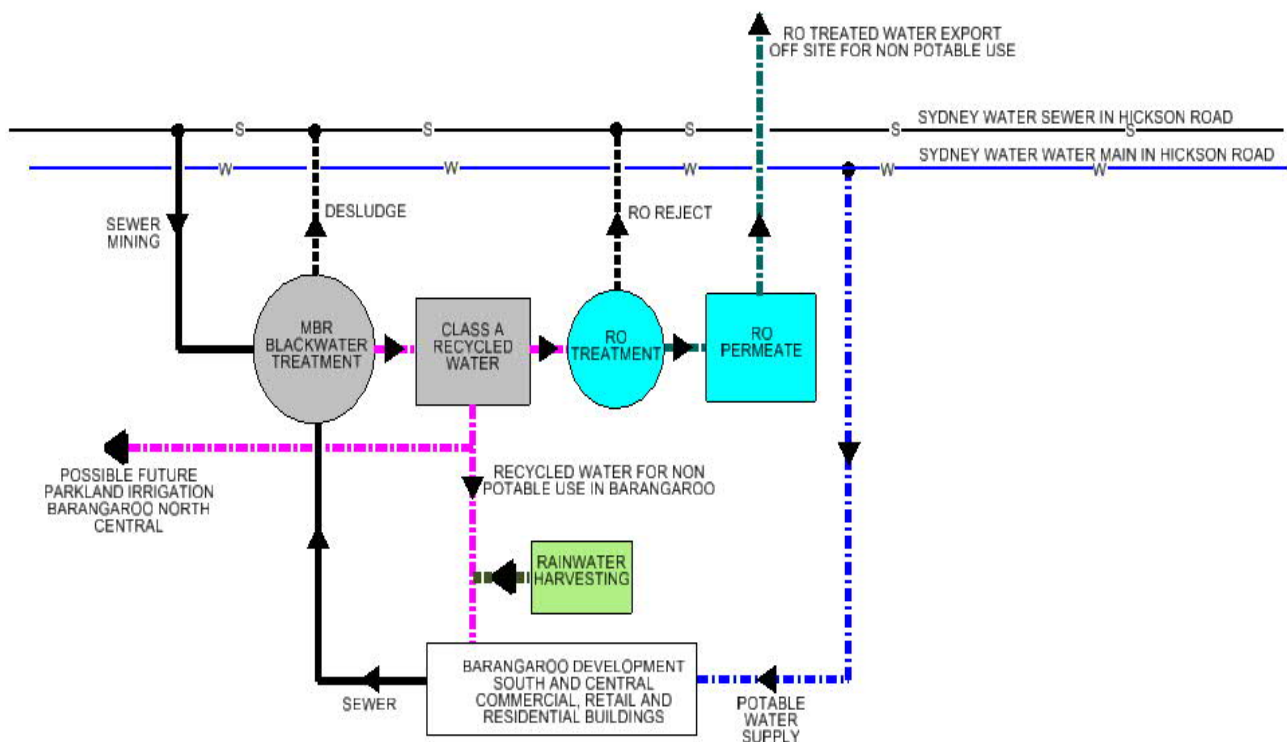 RO TREATED WATER EXPORT
OFF SITE FOR NON POTABLE USE
SYDNEY WATER SEWER IN HICKSON ROAD
S S S S S
SYDNEY WATER WATER MAIN IN HICKSON ROAD
W W W W W
SEWER
MINING
DESLUDGE
RO REJECT
MBR
BLACKWATER
TREATMENT
CLASS A
RECYCLED
WATER
RO
TREATMENT
RO
PERMEATE
POSSIBLE FUTURE
PARKLAND IRRIGATION
BARANGAROO NORTH
CENTRAL
RECYCLED WATER FOR NON
POTABLE USE IN BARANGAROO
RAINWATER
HARVESTING
BARANGAROO DEVELOPMENT
SOUTH AND CENTRAL
COMMERCIAL, RETAIL AND
RESIDENTIAL BUILDINGS
SEWER
POTABLE
WATER
SUPPLY